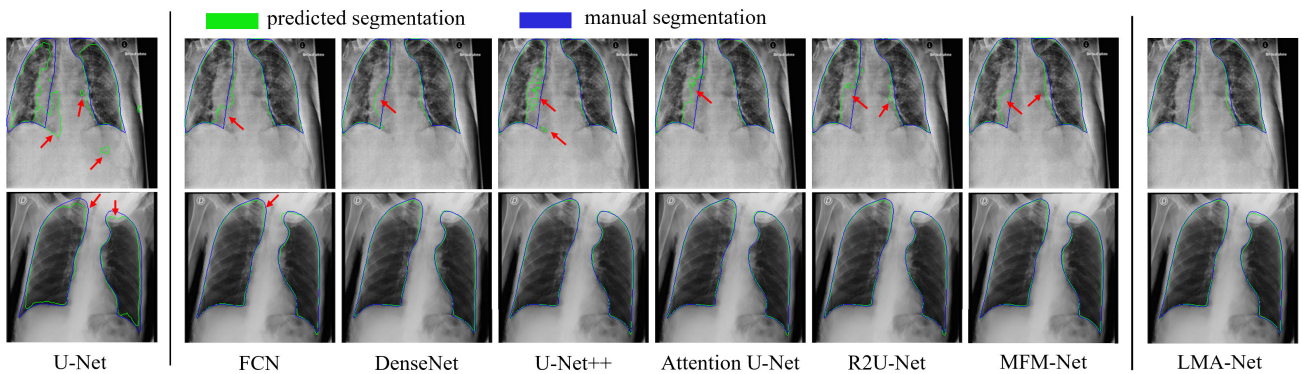 predicted segmentation
manual segmentation
U-Net
FCN
DenseNet
U-Net++
Attention U-Net
R2U-Net
MFM-Net
LMA-Net